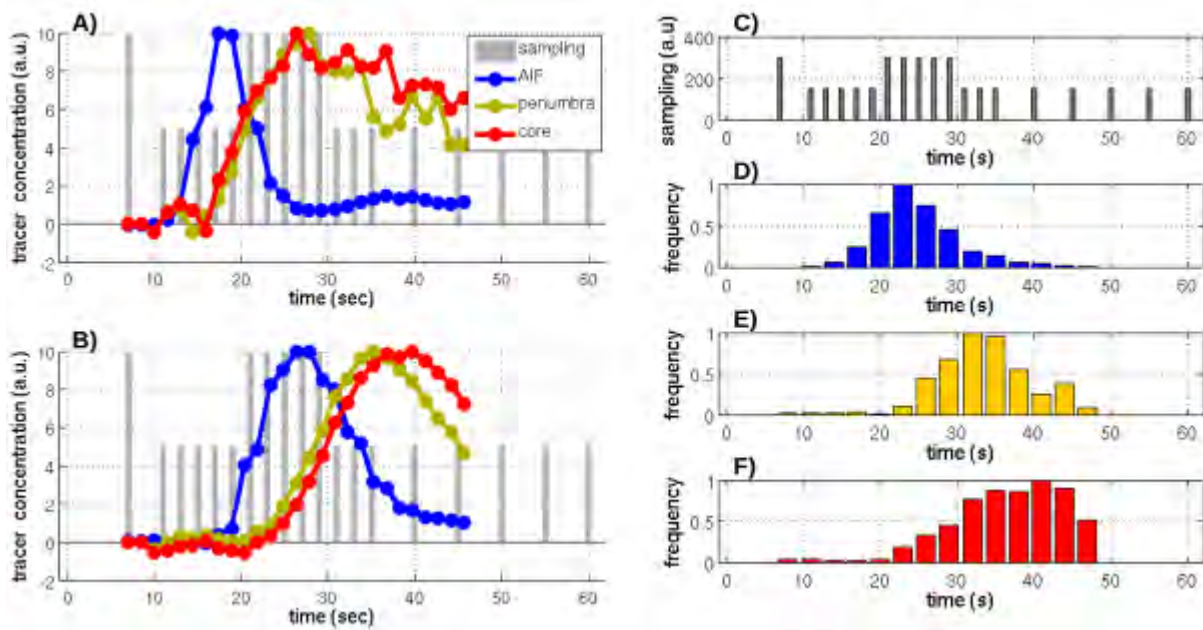 A)
tracer concentration (a.u.)
10
8
6
4
2
0
-2
0 10 20 30 40 50 60
time (sec)
sampling
AIF
penumbra
core
B)
tracer concentration (a.u.)
10
8
6
4
2
0
-2
0 10 20 30 40 50 60
time (sec)
C)
sampling (a.u)
400
200
0
0 10 20 30 40 50 60
time (s)
D)
frequency
1
0.5
0
0 10 20 30 40 50 60
time (s)
E)
frequency
1
0.5
0
0 10 20 30 40 50 60
time (s)
F)
frequency
1
0.5
0
0 10 20 30 40 50 60
time (s)